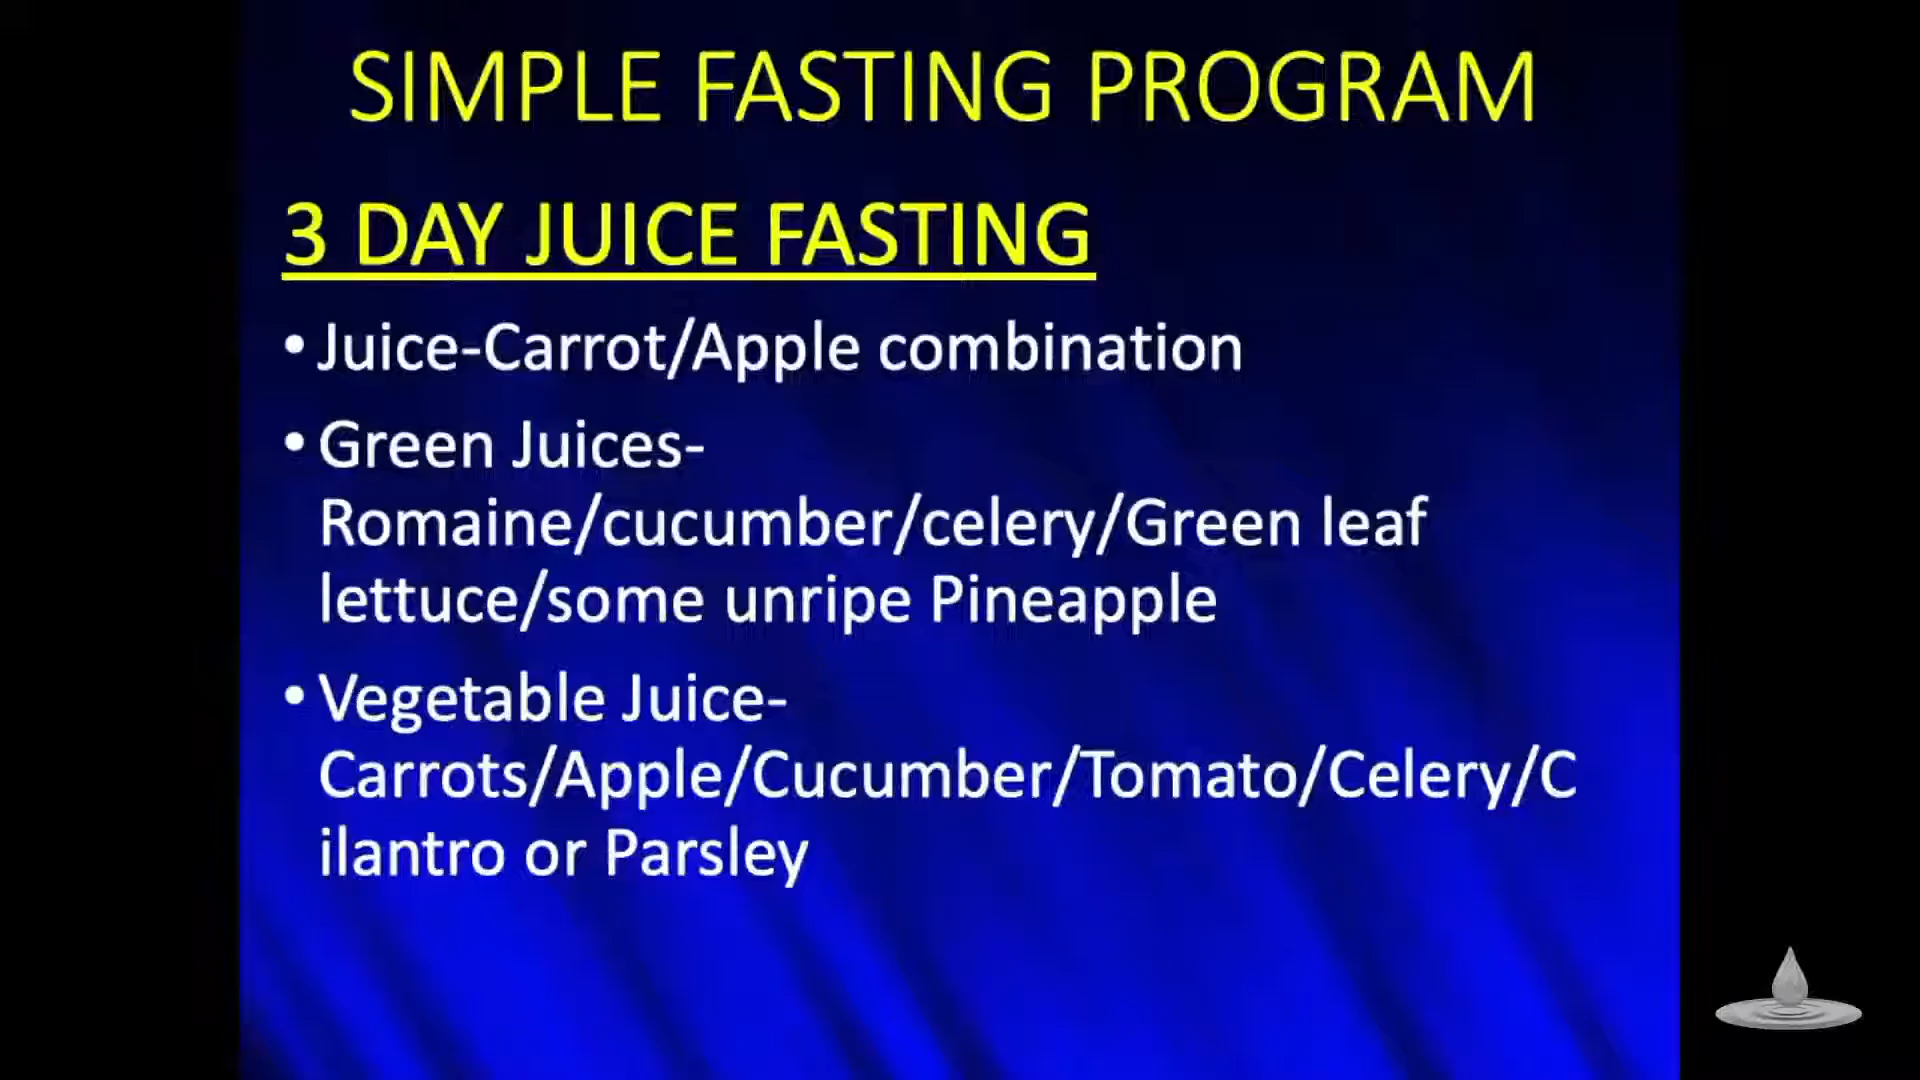 SIMPLE FASTING PROGRAM
3 DAY JUICE FASTING
• Juice-Carrot/Apple combination
• Green Juices-
Romaine/cucumber/celery/Green leaf
lettuce/some unripe Pineapple
• Vegetable Juice-
Carrots/Apple/Cucumber/Tomato/Celery/C
ilantro or Parsley